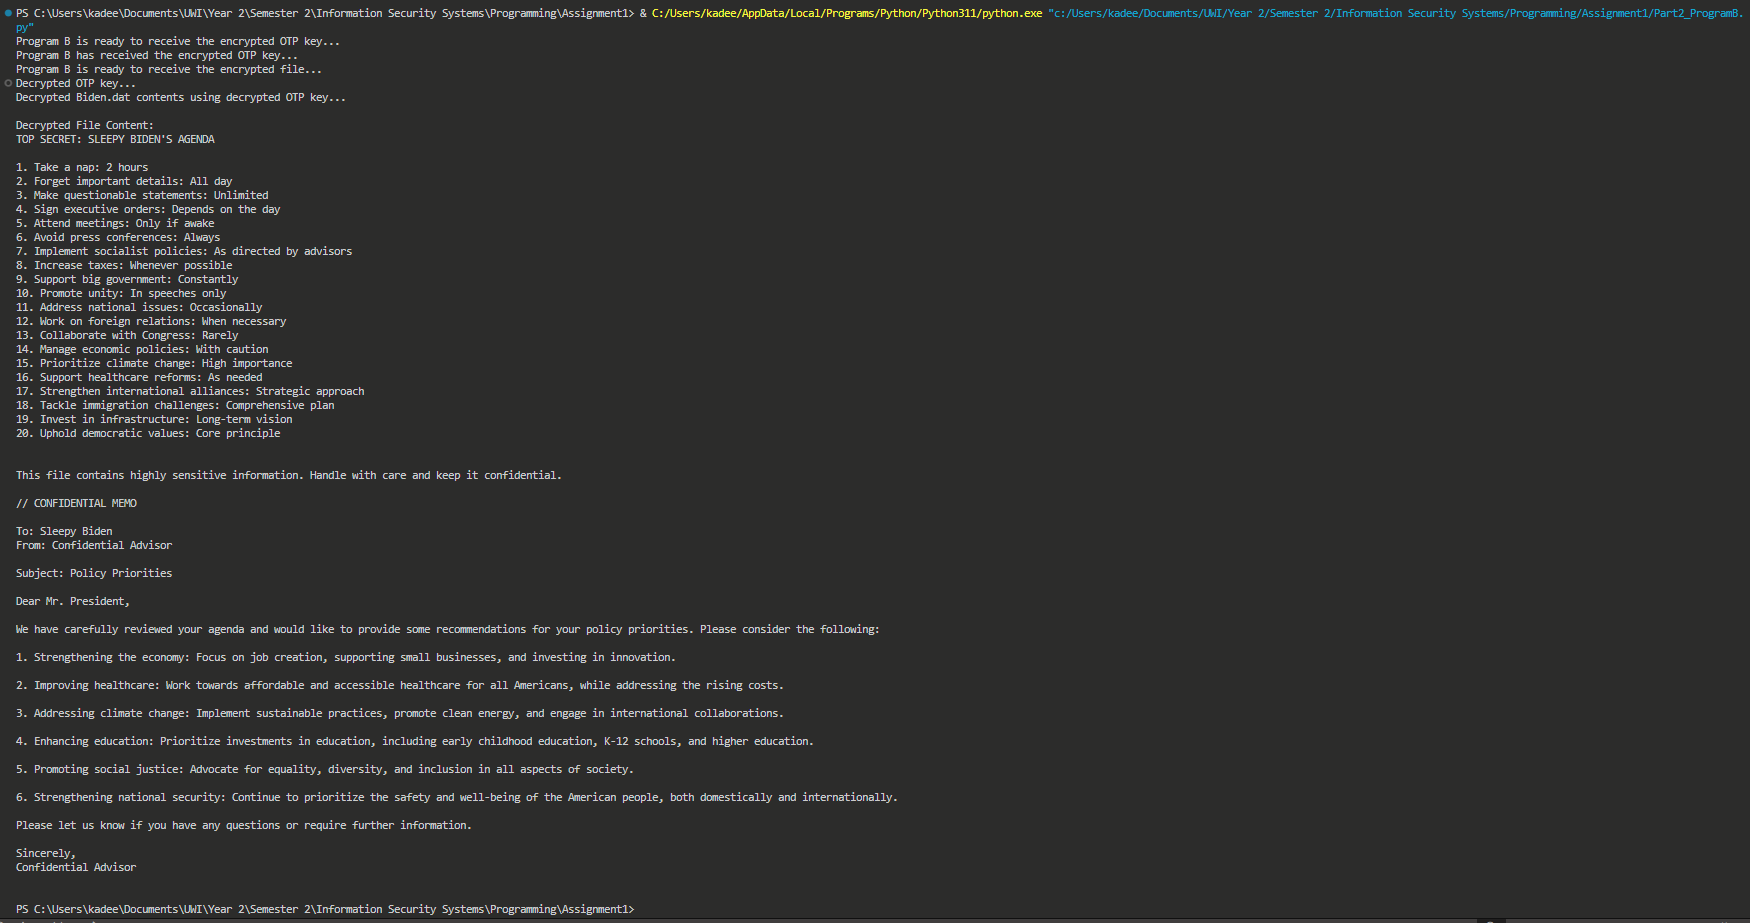 PS C:\Users\kadee\Documents\UWI\Year 2\Semester 2\Information Security Systems\Programming\Assignment1> & C:/Users/kadee/AppData/Local/Programs/Python/Python311/python.exe "c:/Users/kadee/Documents/UWI/Year 2/Semester 2/Information Security Systems/Programming/Assignment1/Part2_ProgramB.
py"
Program B is ready to receive the encrypted OTP key...
Program B has received the encrypted OTP key...
Program B is ready to receive the encrypted file...
Decrypted OTP key...
Decrypted Biden.dat contents using decrypted OTP key...
Decrypted File Content:
TOP SECRET: SLEEPY BIDEN'S AGENDA
1. Take a nap: 2 hours
2. Forget important details: All day
3. Make questionable statements: Unlimited
4. Sign executive orders: Depends on the day
5. Attend meetings: Only if awake
6. Avoid press conferences: Always
7. Implement socialist policies: As directed by advisors
8. Increase taxes: Whenever possible
9. Support big government: Constantly
10. Promote unity: In speeches only
11. Address national issues: Occasionally
12. Work on foreign relations: When necessary
13. Collaborate with Congress: Rarely
14. Manage economic policies: With caution
15. Prioritize climate change: High importance
16. Support healthcare reforms: As needed
17. Strengthen international alliances: Strategic approach
18. Tackle immigration challenges: Comprehensive plan
19. Invest in infrastructure: Long-term vision
20. Uphold democratic values: Core principle
This file contains highly sensitive information. Handle with care and keep it confidential.
// CONFIDENTIAL MEMO
To: Sleepy Biden
From: Confidential Advisor
Subject: Policy Priorities
Dear Mr. President,
We have carefully reviewed your agenda and would like to provide some recommendations for your policy priorities. Please consider the following:
1. Strengthening the economy: Focus on job creation, supporting small businesses, and investing in innovation.
2. Improving healthcare: Work towards affordable and accessible healthcare for all Americans, while addressing the rising costs.
3. Addressing climate change: Implement sustainable practices, promote clean energy, and engage in international collaborations.
4. Enhancing education: Prioritize investments in education, including early childhood education, K-12 schools, and higher education.
5. Promoting social justice: Advocate for equality, diversity, and inclusion in all aspects of society.
6. Strengthening national security: Continue to prioritize the safety and well-being of the American people, both domestically and internationally.
Please let us know if you have any questions or require further information.
Sincerely,
Confidential Advisor
PS C:\Users\kadee\Documents\UWI\Year 2\Semester 2\Information Security Systems\Programming\Assignment1>